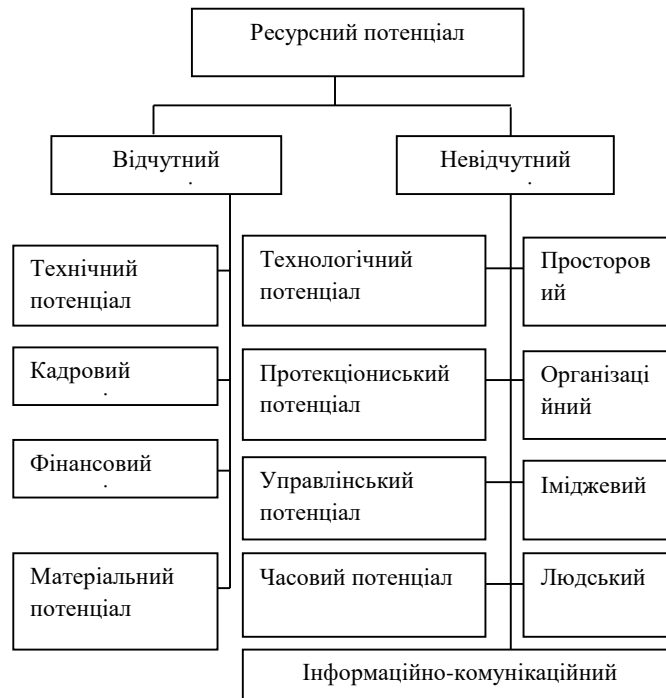 Ресурсний потенціал
Відчутний
Невідчутний
Технічний
потенціал
Технологічний
потенціал
Просторов
ий
Кадровий
Протекціониський
потенціал
Організаці
йний
Фінансовий
Управлінський
потенціал
Іміджевий
Матеріальний
потенціал
Часовий потенціал
Людський
Інформаційно-комунікаційний